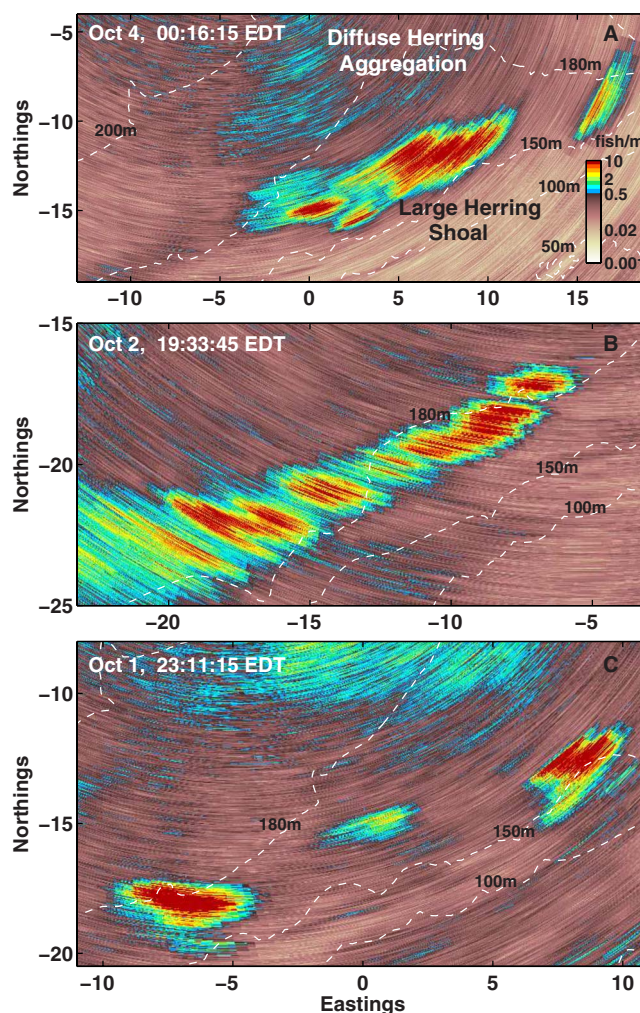 Oct 4, 00:16:15 EDT
Diffuse Herring
Aggregation
A
180m
200m
150m
fish/m
10
2
0.5
0.02
0.00
100m
50m
Large Herring
Shoal
Northings
−5
−10
−15
−10
−5
0
5
10
15
Oct 2, 19:33:45 EDT
B
180m
150m
100m
Northings
−15
−20
−25
−20
−15
−10
−5
Oct 1, 23:11:15 EDT
C
180m
150m
100m
Northings
−10
−15
−20
−10
−5
0
5
10
Eastings